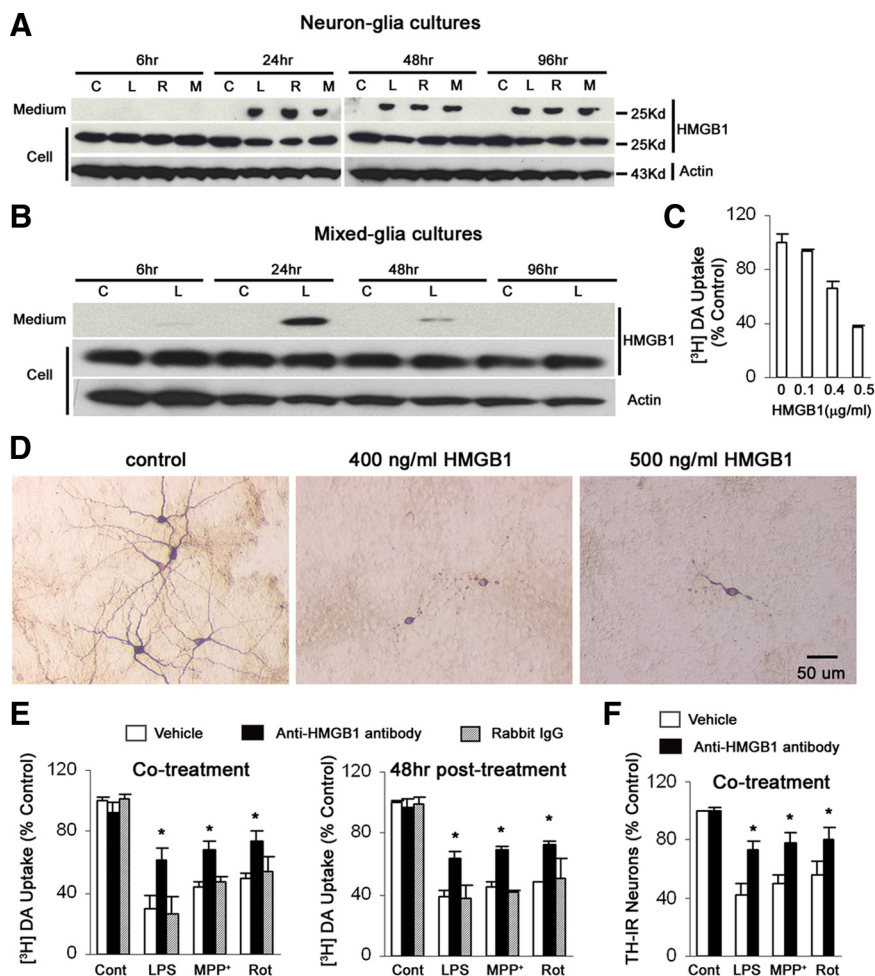 A
Neuron-glia cultures
6hr 24hr 48hr 96hr
C L R M C L R M C L R M C L R M
Medium
25Kd
HMGB1
Cell
25Kd
43Kd
Actin
B
Mixed-glia cultures
6hr 24hr 48hr 96hr
C L C L C L C L
Medium
HMGB1
Cell
Actin
C
[³H] DA Uptake
(% Control)
120
80
40
0
0 0.1 0.4 0.5
HMGB1(μg/ml)
D
control 400 ng/ml HMGB1 500 ng/ml HMGB1
50 um
E
Vehicle Anti-HMGB1 antibody Rabbit IgG
Co-treatment
[³H] DA Uptake (% Control)
120
80
40
0
* * *
Cont LPS MPP⁺ Rot
48hr post-treatment
[³H] DA Uptake (% Control)
120
80
40
0
* * *
Cont LPS MPP⁺ Rot
F
Vehicle
Anti-HMGB1 antibody
Co-treatment
TH-IR Neurons (% Control)
120
80
40
0
* * *
Cont LPS MPP⁺ Rot